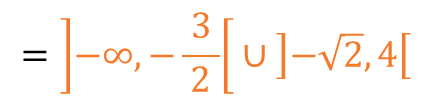 = ]−∞, −3/2[ ∪ ]−√2, 4[